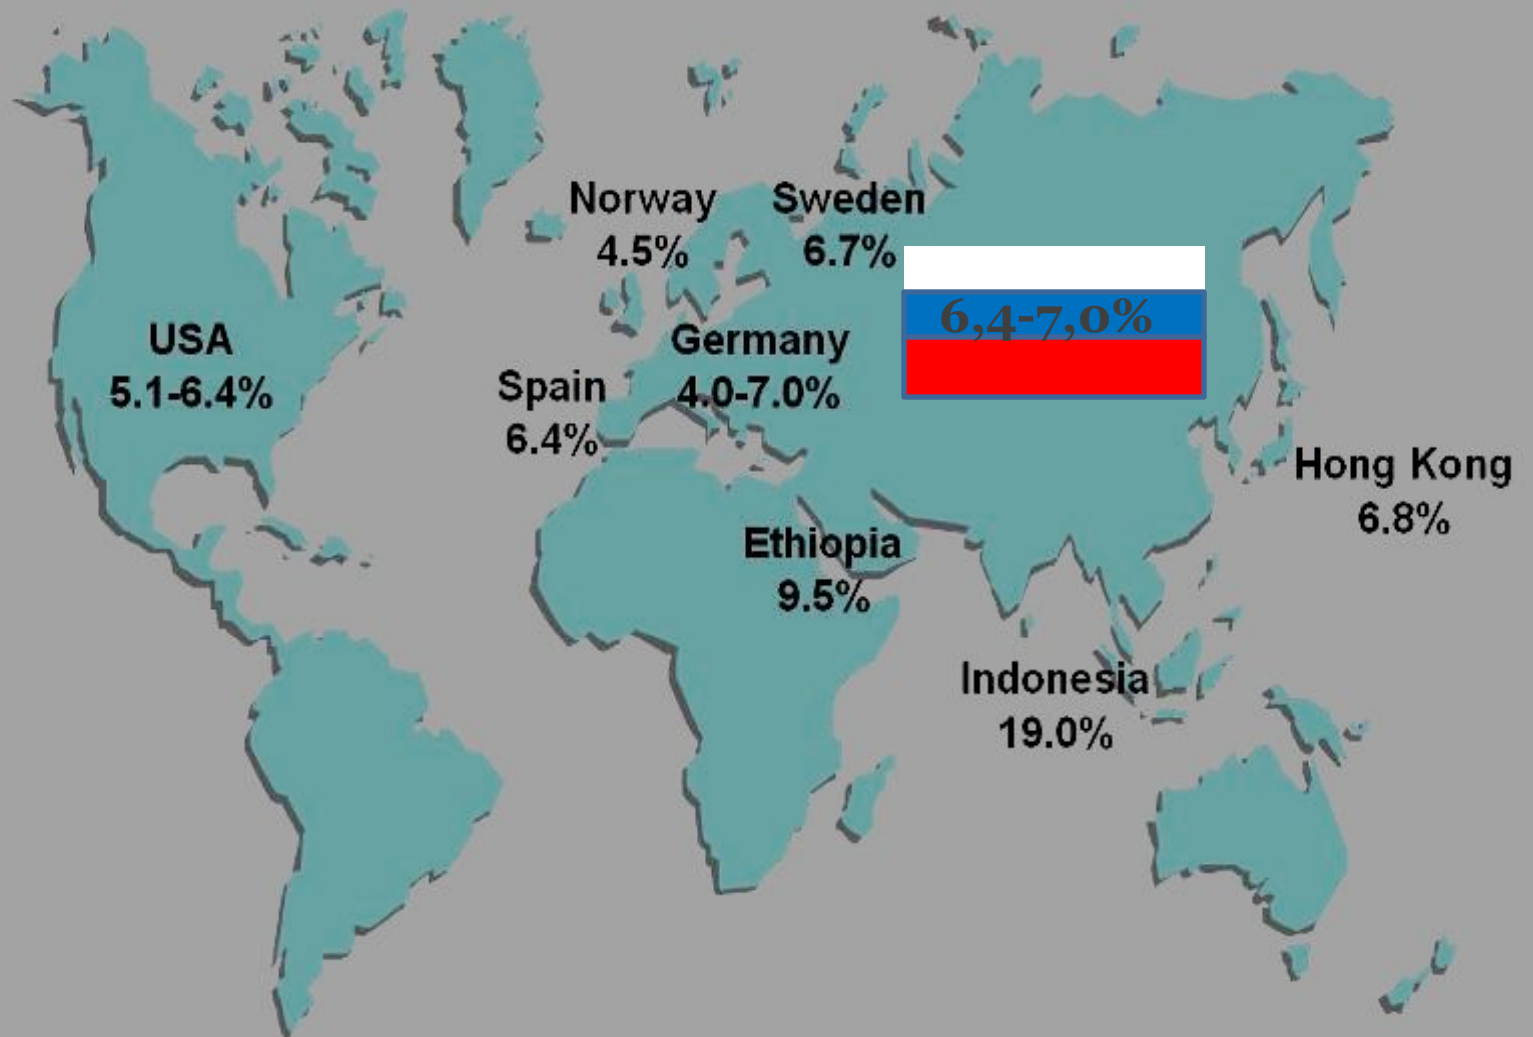 Norway
4.5%
Sweden
6.7%
6,4-7,0%
USA
5.1-6.4%
Germany
4.0-7.0%
Spain
6.4%
Hong Kong
6.8%
Ethiopia
9.5%
Indonesia
19.0%